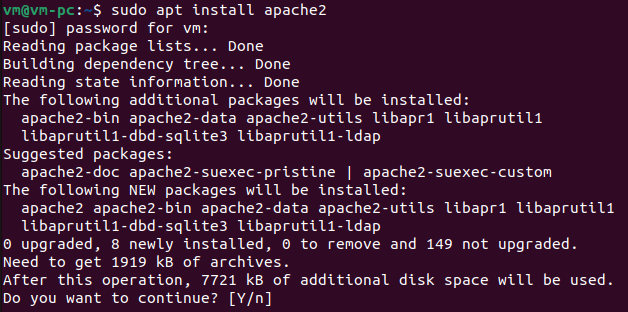 vm@vm-pc:~$ sudo apt install apache2
[sudo] password for vm:
Reading package lists... Done
Building dependency tree... Done
Reading state information... Done
The following additional packages will be installed:
  apache2-bin apache2-data apache2-utils libapr1 libaprutil1
  libaprutil1-dbd-sqlite3 libaprutil1-ldap
Suggested packages:
  apache2-doc apache2-suexec-pristine | apache2-suexec-custom
The following NEW packages will be installed:
  apache2 apache2-bin apache2-data apache2-utils libapr1 libaprutil1
  libaprutil1-dbd-sqlite3 libaprutil1-ldap
0 upgraded, 8 newly installed, 0 to remove and 149 not upgraded.
Need to get 1919 kB of archives.
After this operation, 7721 kB of additional disk space will be used.
Do you want to continue? [Y/n]